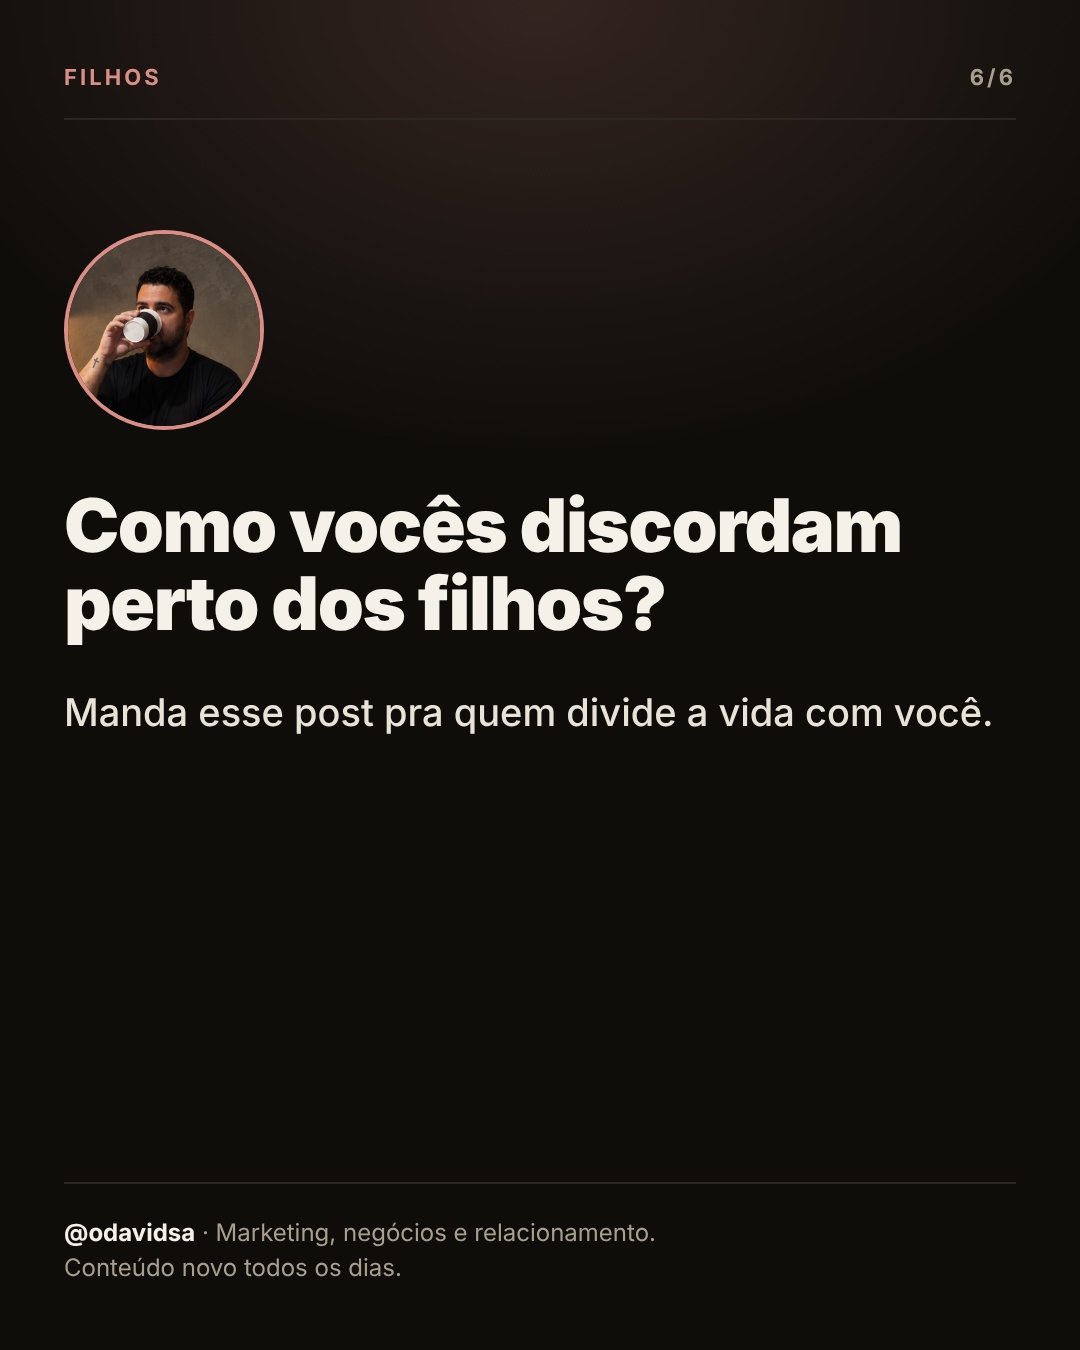 FILHOS
6/6
Como vocês discordam
perto dos filhos?
Manda esse post pra quem divide a vida com você.
@odavidsa · Marketing, negócios e relacionamento.
Conteúdo novo todos os dias.